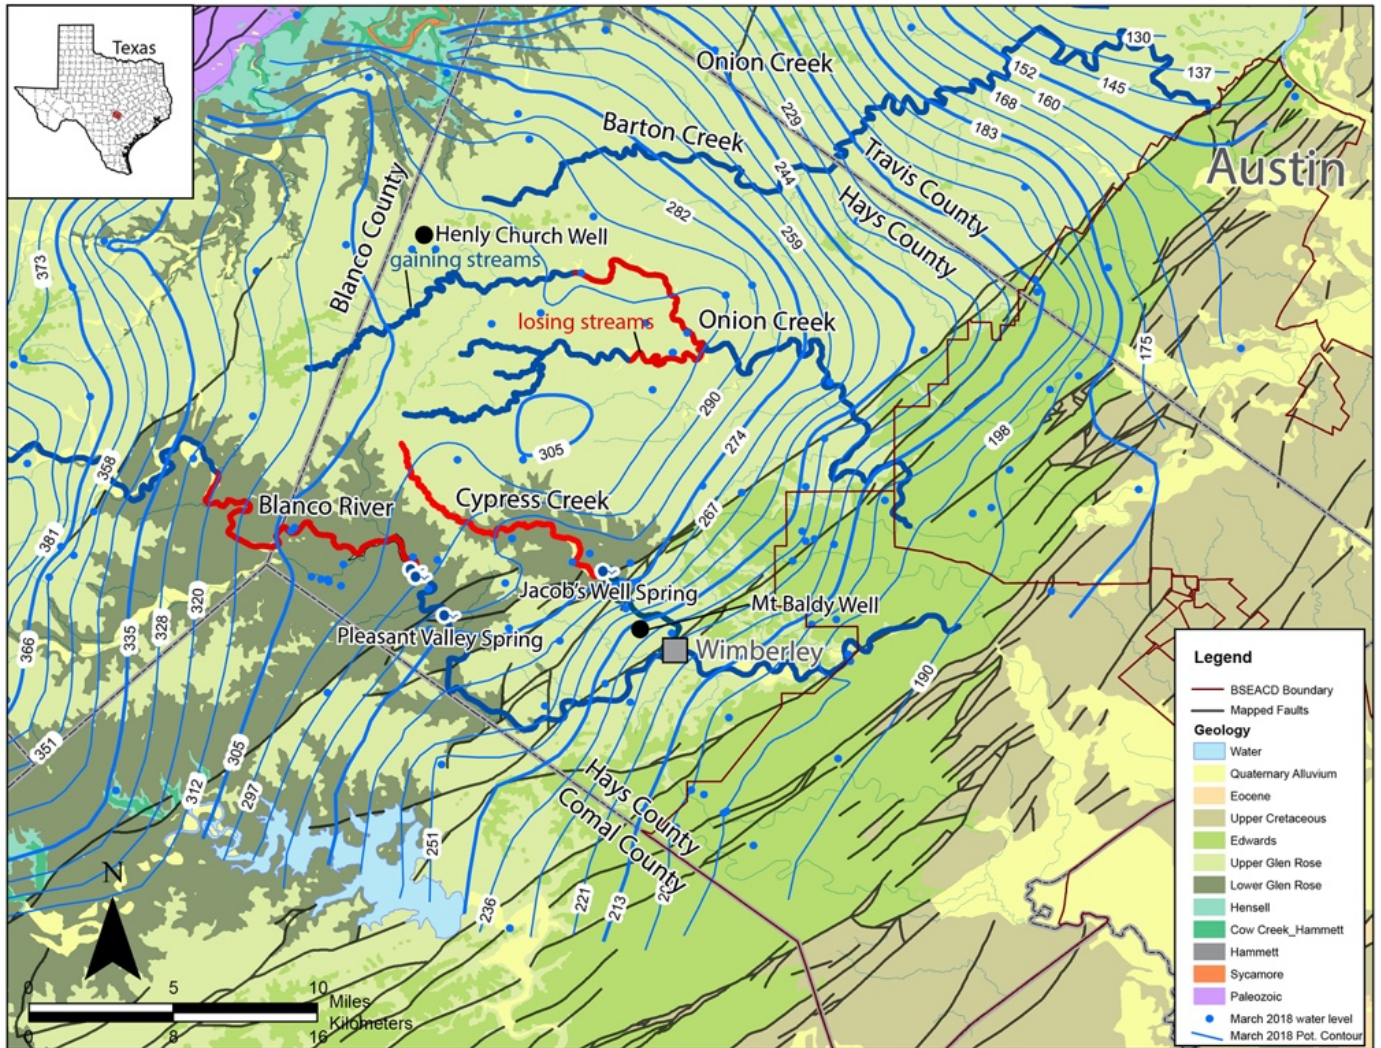 Texas
Onion Creek
130
152
137
145
168
160
229
183
Barton Creek
Travis County
Austin
244
Hays County
Blanco County
282
259
Henly Church Well
gaining streams
373
losing streams
Onion Creek
175
290
305
274
198
358
Blanco River
Cypress Creek
267
381
Jacob's Well Spring
Mt Baldy Well
320
328
335
366
Pleasant Valley Spring
Wimberley
190
351
305
312
297
Hays County
Comal County
251
236
221
213
N
0
5
10
Miles
Kilometers
0
8
16
Legend
BSEACD Boundary
Mapped Faults
Geology
Water
Quaternary Alluvium
Eocene
Upper Cretaceous
Edwards
Upper Glen Rose
Lower Glen Rose
Hensell
Cow Creek_Hammett
Hammett
Sycamore
Paleozoic
March 2018 water level
March 2018 Pot. Contour